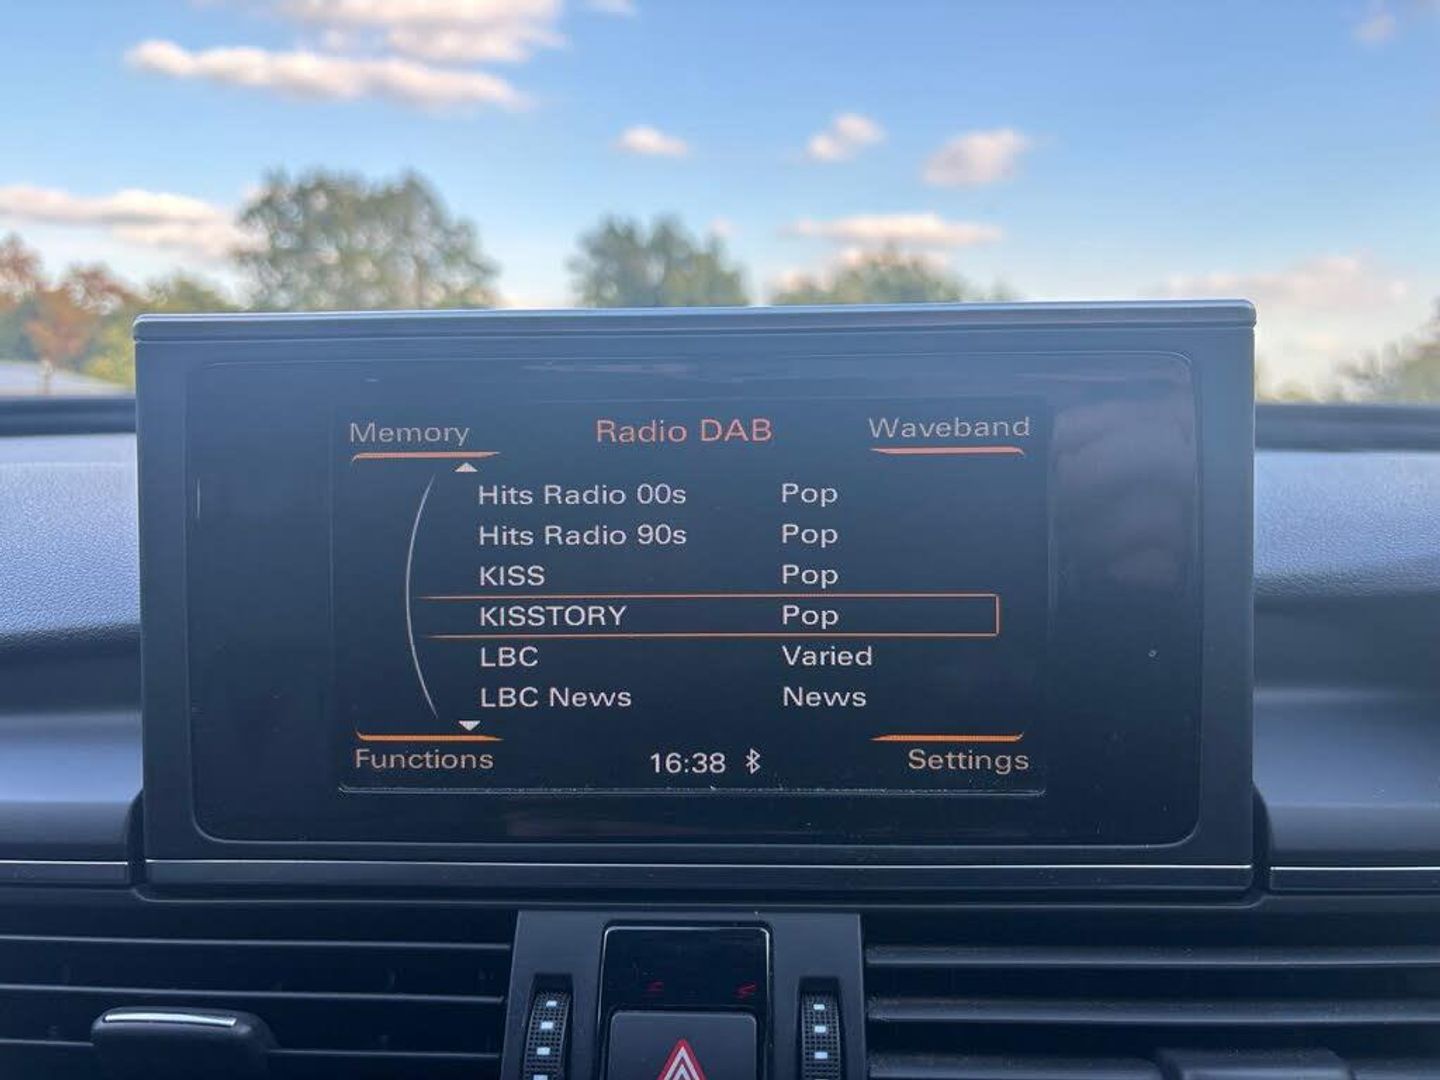 Memory Radio DAB Waveband
Hits Radio 00s Pop
Hits Radio 90s Pop
KISS Pop
KISSTORY Pop
LBC Varied
LBC News News
Functions 16:38 Settings